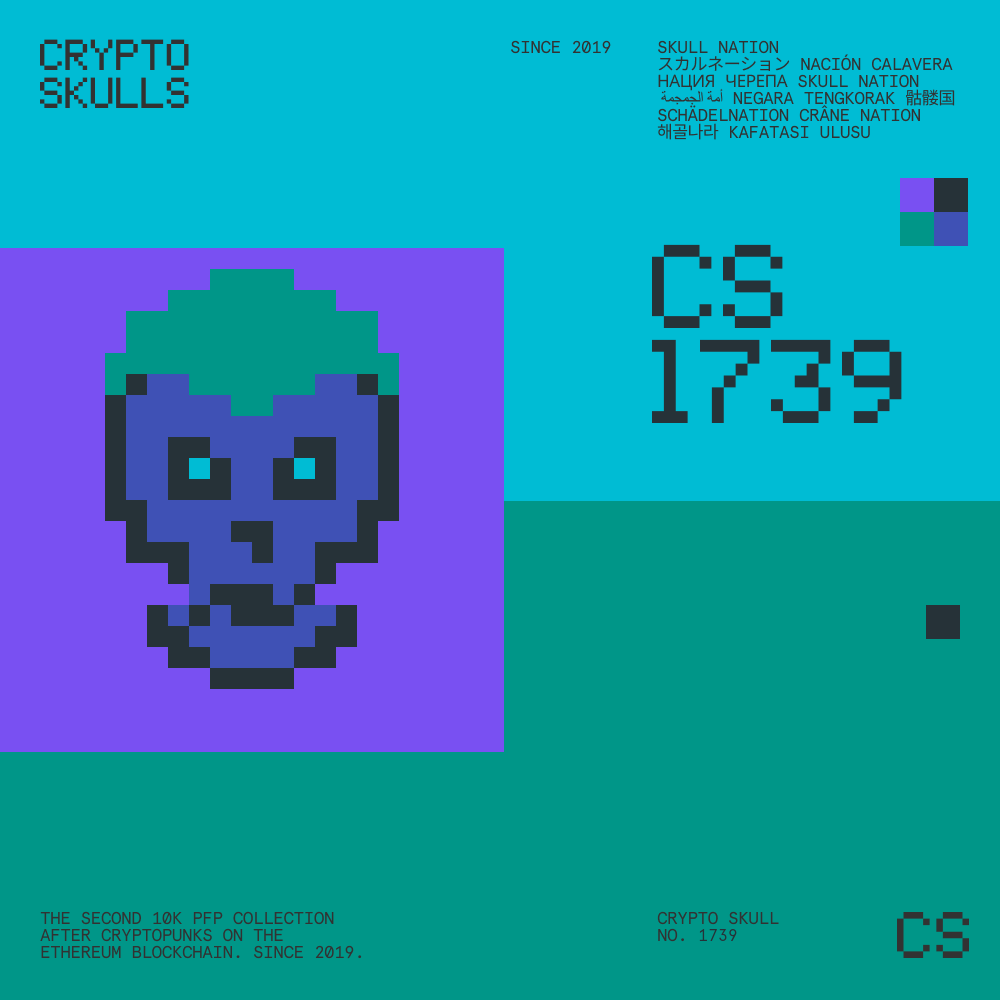 CRYPTO
SKULLS
SINCE 2019
SKULL NATION
スカルネーション NACIÓN CALAVERA
НАЦИЯ ЧЕРЕПА SKULL NATION
أمة الجمجمة NEGARA TENGKORAK 骷髅国
SCHÄDELNATION CRÂNE NATION
해골나라 KAFATASI ULUSU
CS
1739
THE SECOND 10K PFP COLLECTION
AFTER CRYPTOPUNKS ON THE
ETHEREUM BLOCKCHAIN. SINCE 2019.
CRYPTO SKULL
NO. 1739
CS